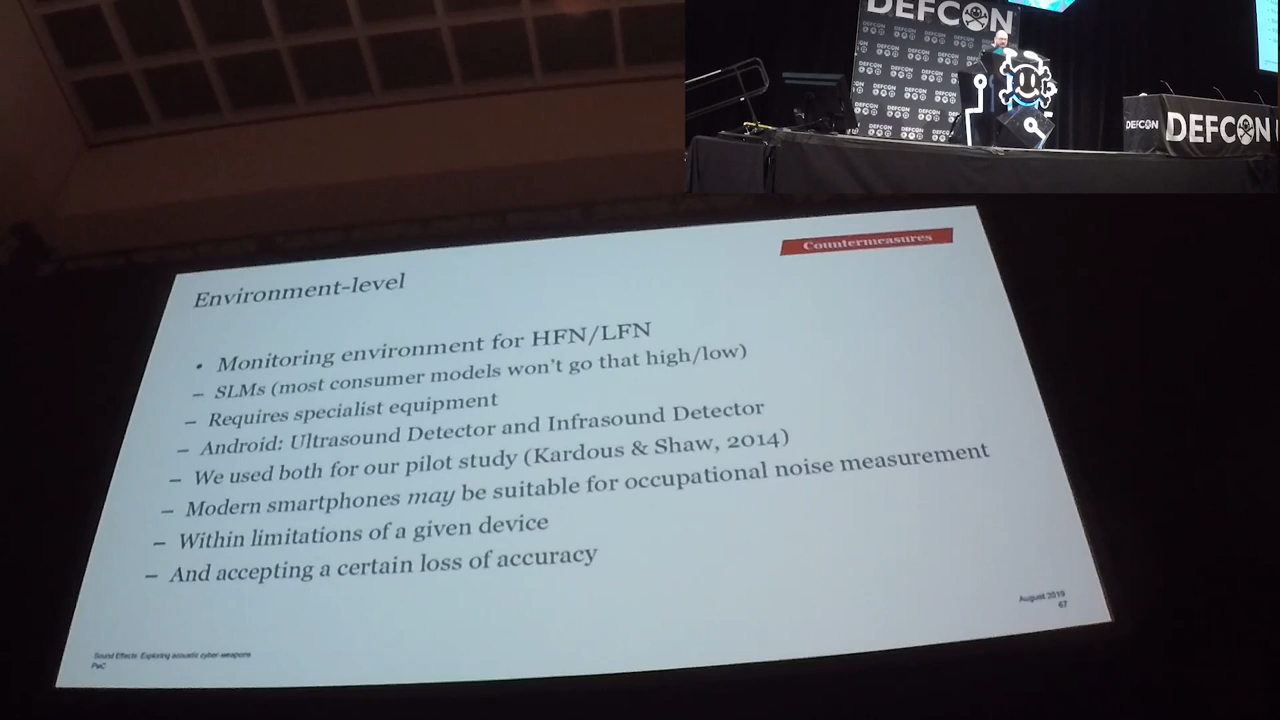 DEFCON
DEFCON
DEFCON
Countermeasures
Environment-level
• Monitoring environment for HFN/LFN
– SLMs (most consumer models won't go that high/low)
– Requires specialist equipment
– Android: Ultrasound Detector and Infrasound Detector
– We used both for our pilot study (Kardous & Shaw, 2014)
– Modern smartphones may be suitable for occupational noise measurement
– Within limitations of a given device
– And accepting a certain loss of accuracy
August 2019
67
Sound Effects: Exploring acoustic cyber-weapons
PwC